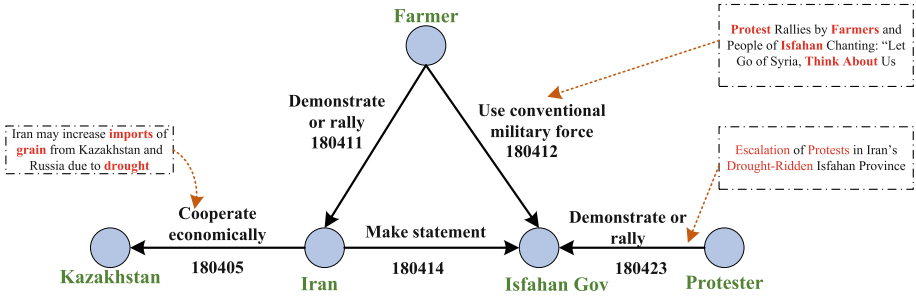 Farmer
Protest Rallies by Farmers and
People of Isfahan Chanting: “Let
Go of Syria, Think About Us
Demonstrate
or rally
180411
Use conventional
military force
180412
Iran may increase imports of
grain from Kazakhstan and
Russia due to drought
Escalation of Protests in Iran’s
Drought-Ridden Isfahan Province
Cooperate
economically
180405
Make statement
180414
Demonstrate or
rally
180423
Kazakhstan
Iran
Isfahan Gov
Protester